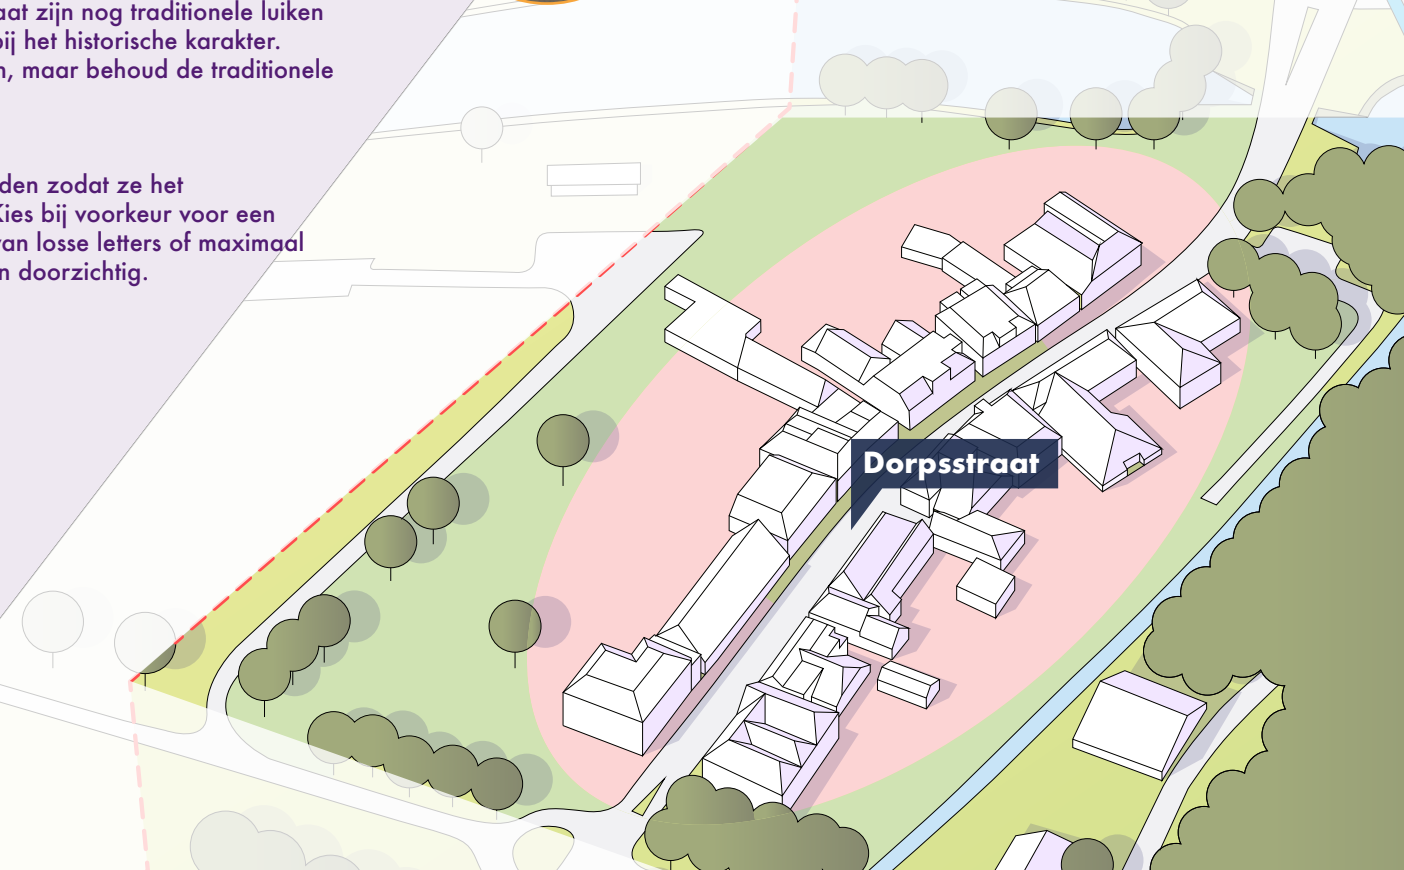 aat zijn nog traditionele luiken
bij het historische karakter.
n, maar behoud de traditionele
den zodat ze het
Kies bij voorkeur voor een
van losse letters of maximaal
n doorzichtig.
Dorpsstraat